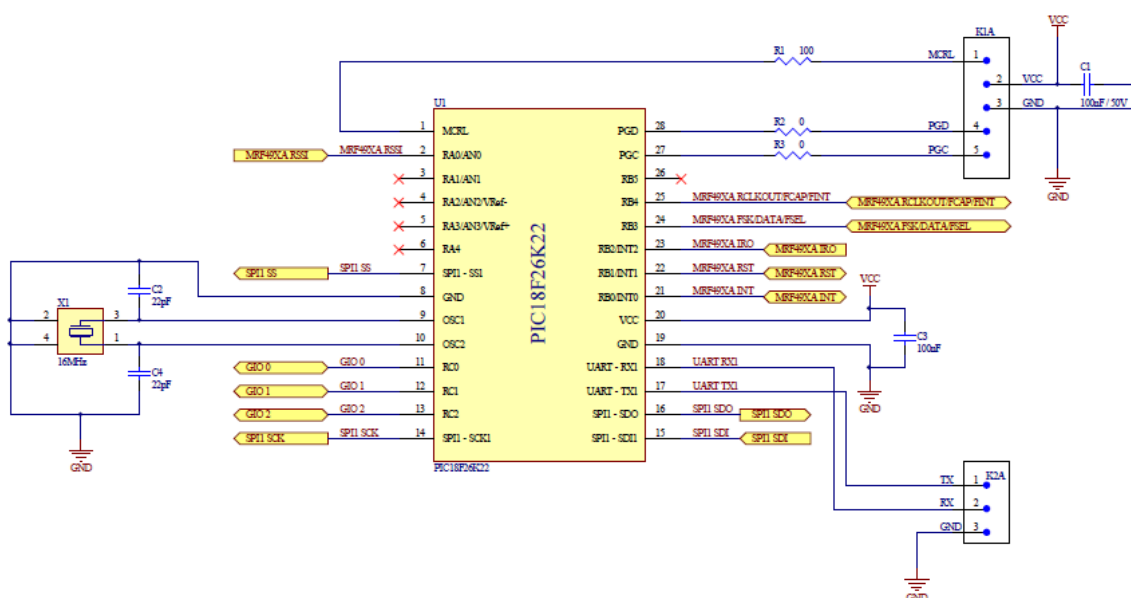 VCC
K1A
R1 100
MCRL
1
2
VCC
C1
100nF / 50V
3
GND
R2 0
PGD
4
R3 0
PGC
5
GND
U1
PIC18F26K22
PIC18F26K22
1
MCRL
MRF49XA RSSI
MRF49XA RSSI
2
RA0/AN0
3
RA1/AN1
4
RA2/AN2/VRef-
5
RA3/AN3/VRef+
6
RA4
SPI1 SS
SPI1 SS
7
SPI1 - SS1
8
GND
9
OSC1
10
OSC2
GIO 0
GIO 0
11
RC0
GIO 1
GIO 1
12
RC1
GIO 2
GIO 2
13
RC2
SPI1 SCK
SPI1 SCK
14
SPI1 - SCK1
PGD
28
PGC
27
RB5
26
RB4
25
MRF49XA RCLKOUT/FCAP/FINT
MRF49XA RCLKOUT/FCAP/FINT
RB3
24
MRF49XA FSK/DATA/FSEL
MRF49XA FSK/DATA/FSEL
RB2/INT2
23
MRF49XA IRO
MRF49XA IRO
RB1/INT1
22
MRF49XA RST
MRF49XA RST
RB0/INT0
21
MRF49XA INT
MRF49XA INT
VCC
20
GND
19
UART - RX1
18
UART RX1
UART - TX1
17
UART TX1
SPI1 - SDO
16
SPI1 SDO
SPI1 SDO
SPI1 - SDI1
15
SPI1 SDI
SPI1 SDI
VCC
C3
100nF
GND
C2
22pF
X1
2
3
4
1
16MHz
C4
22pF
GND
K2A
TX
1
RX
2
GND
3
GND